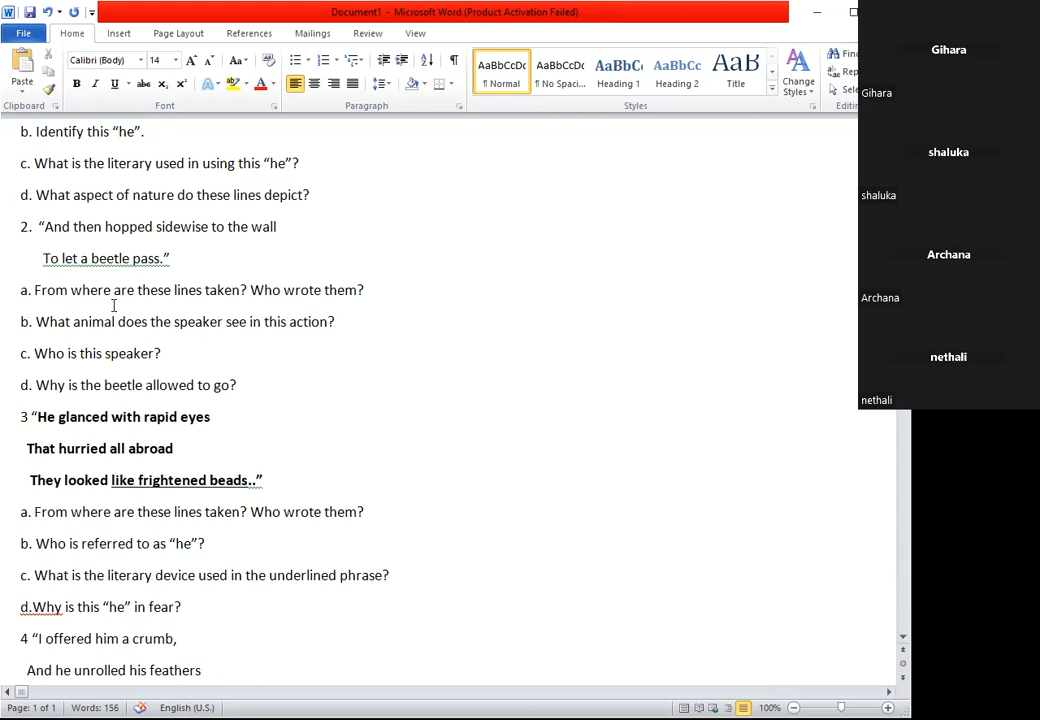 Document1 - Microsoft Word (Product Activation Failed)
File Home Insert Page Layout References Mailings Review View
Calibri (Body) 14 Aa
Paste
B I U abc x₂ x² A
AaBbCcDc AaBbCcDc AaBbC AaBbCc AaB
¶ Normal ¶ No Spaci... Heading 1 Heading 2 Title
Change Styles
Clipboard Font Paragraph Styles
b. Identify this “he”.
c. What is the literary used in using this “he”?
d. What aspect of nature do these lines depict?
2. “And then hopped sidewise to the wall
To let a beetle pass.”
a. From where are these lines taken? Who wrote them?
b. What animal does the speaker see in this action?
c. Who is this speaker?
d. Why is the beetle allowed to go?
3 “He glanced with rapid eyes
That hurried all abroad
They looked like frightened beads..”
a. From where are these lines taken? Who wrote them?
b. Who is referred to as “he”?
c. What is the literary device used in the underlined phrase?
d.Why is this “he” in fear?
4 “I offered him a crumb,
And he unrolled his feathers
Page: 1 of 1 Words: 156 English (U.S.) 100%
Gihara
Gihara
shaluka
shaluka
Archana
Archana
nethali
nethali